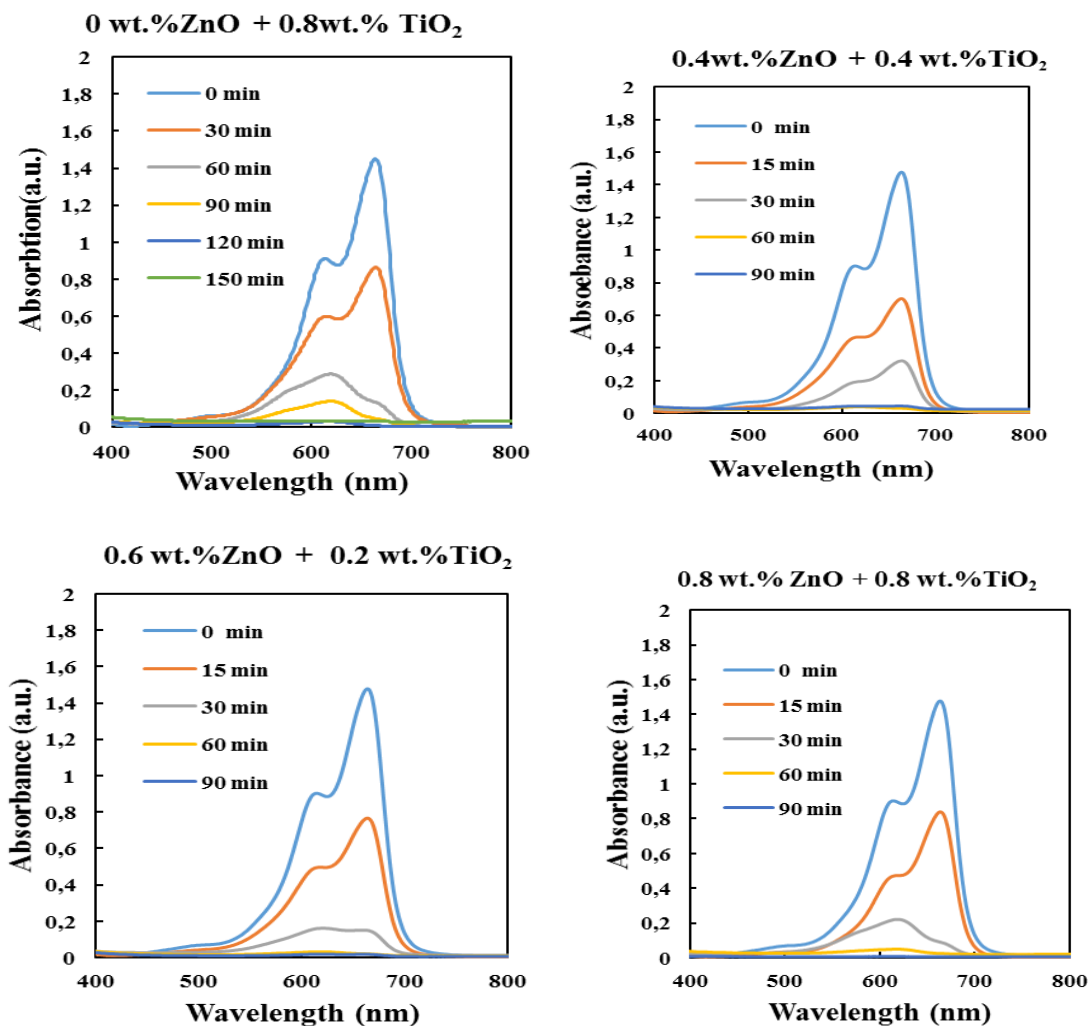 0 wt.%ZnO + 0.8wt.% TiO₂
2
1,8
1,6
1,4
1,2
1
0,8
0,6
0,4
0,2
0
0 min
30 min
60 min
90 min
120 min
150 min
Absorbtion(a.u.)
400 500 600 700 800
Wavelength (nm)
0.4wt.%ZnO + 0.4 wt.%TiO₂
2
1,8
1,6
1,4
1,2
1
0,8
0,6
0,4
0,2
0
0 min
15 min
30 min
60 min
90 min
Absoebance (a.u.)
400 500 600 700 800
Wavelength (nm)
0.6 wt.%ZnO + 0.2 wt.%TiO₂
2
1,8
1,6
1,4
1,2
1
0,8
0,6
0,4
0,2
0
0 min
15 min
30 min
60 min
90 min
Absorbance (a.u.)
400 500 600 700 800
Wavelength (nm)
0.8 wt.% ZnO + 0.8 wt.%TiO₂
2
1,8
1,6
1,4
1,2
1
0,8
0,6
0,4
0,2
0
0 min
15 min
30 min
60 min
90 min
Absorbance (a.u.)
400 500 600 700 800
Wavelength (nm)